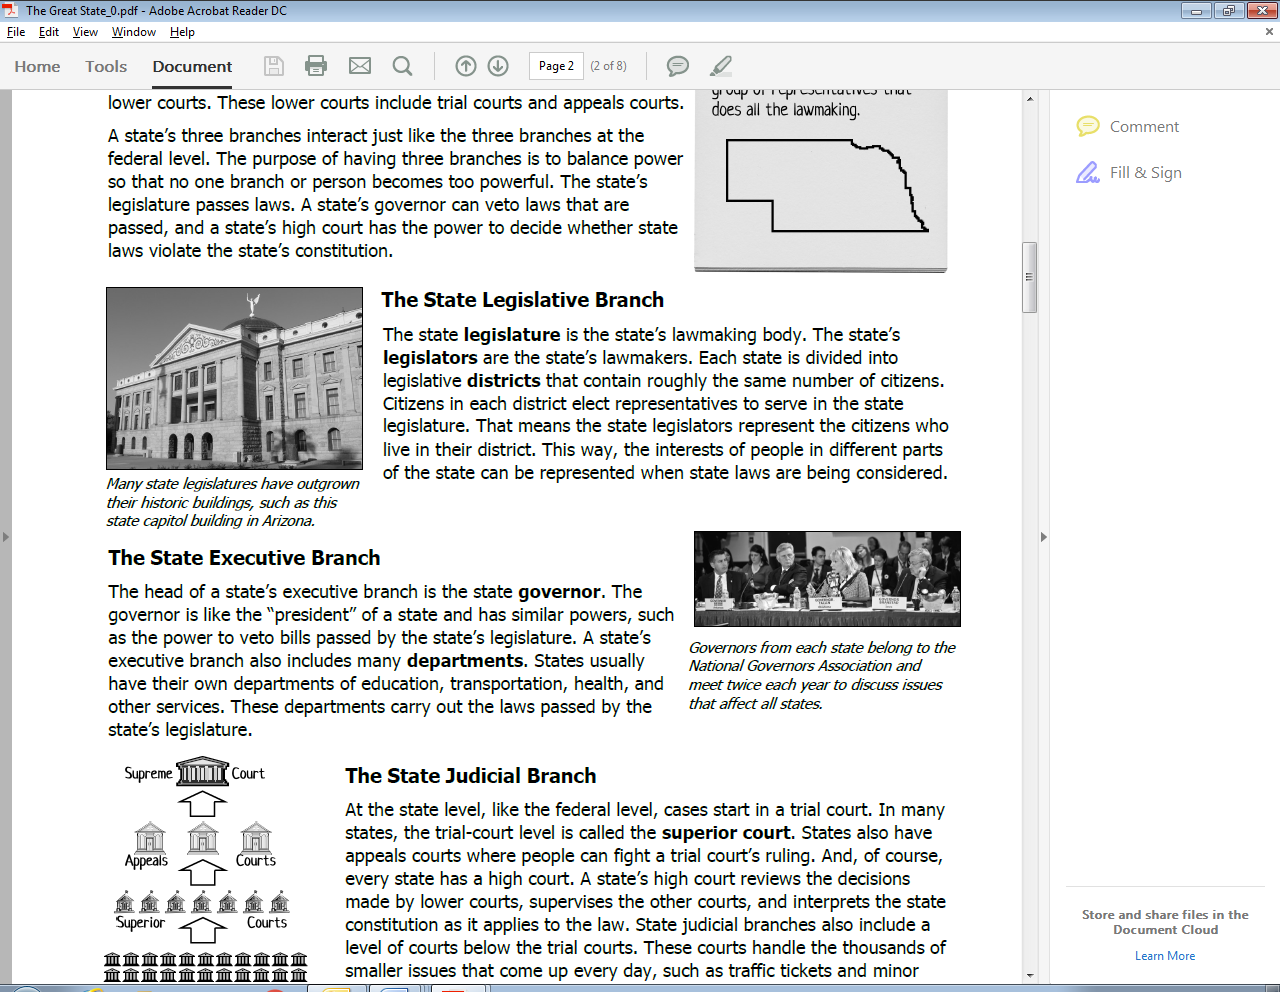 The Great State_0.pdf - Adobe Acrobat Reader DC
File Edit View Window Help
Home Tools Document Page 2 (2 of 8)
lower courts. These lower courts include trial courts and appeals courts.
A state’s three branches interact just like the three branches at the
federal level. The purpose of having three branches is to balance power
so that no one branch or person becomes too powerful. The state’s
legislature passes laws. A state’s governor can veto laws that are
passed, and a state’s high court has the power to decide whether state
laws violate the state’s constitution.
group of representatives that
does all the lawmaking.
The State Legislative Branch
The state legislature is the state’s lawmaking body. The state’s
legislators are the state’s lawmakers. Each state is divided into
legislative districts that contain roughly the same number of citizens.
Citizens in each district elect representatives to serve in the state
legislature. That means the state legislators represent the citizens who
live in their district. This way, the interests of people in different parts
of the state can be represented when state laws are being considered.
Many state legislatures have outgrown
their historic buildings, such as this
state capitol building in Arizona.
The State Executive Branch
The head of a state’s executive branch is the state governor. The
governor is like the “president” of a state and has similar powers, such
as the power to veto bills passed by the state’s legislature. A state’s
executive branch also includes many departments. States usually
have their own departments of education, transportation, health, and
other services. These departments carry out the laws passed by the
state’s legislature.
Governors from each state belong to the
National Governors Association and
meet twice each year to discuss issues
that affect all states.
Supreme Court
Appeals Courts
Superior Courts
The State Judicial Branch
At the state level, like the federal level, cases start in a trial court. In many
states, the trial-court level is called the superior court. States also have
appeals courts where people can fight a trial court’s ruling. And, of course,
every state has a high court. A state’s high court reviews the decisions
made by lower courts, supervises the other courts, and interprets the state
constitution as it applies to the law. State judicial branches also include a
level of courts below the trial courts. These courts handle the thousands of
smaller issues that come up every day, such as traffic tickets and minor
Comment
Fill & Sign
Store and share files in the
Document Cloud
Learn More